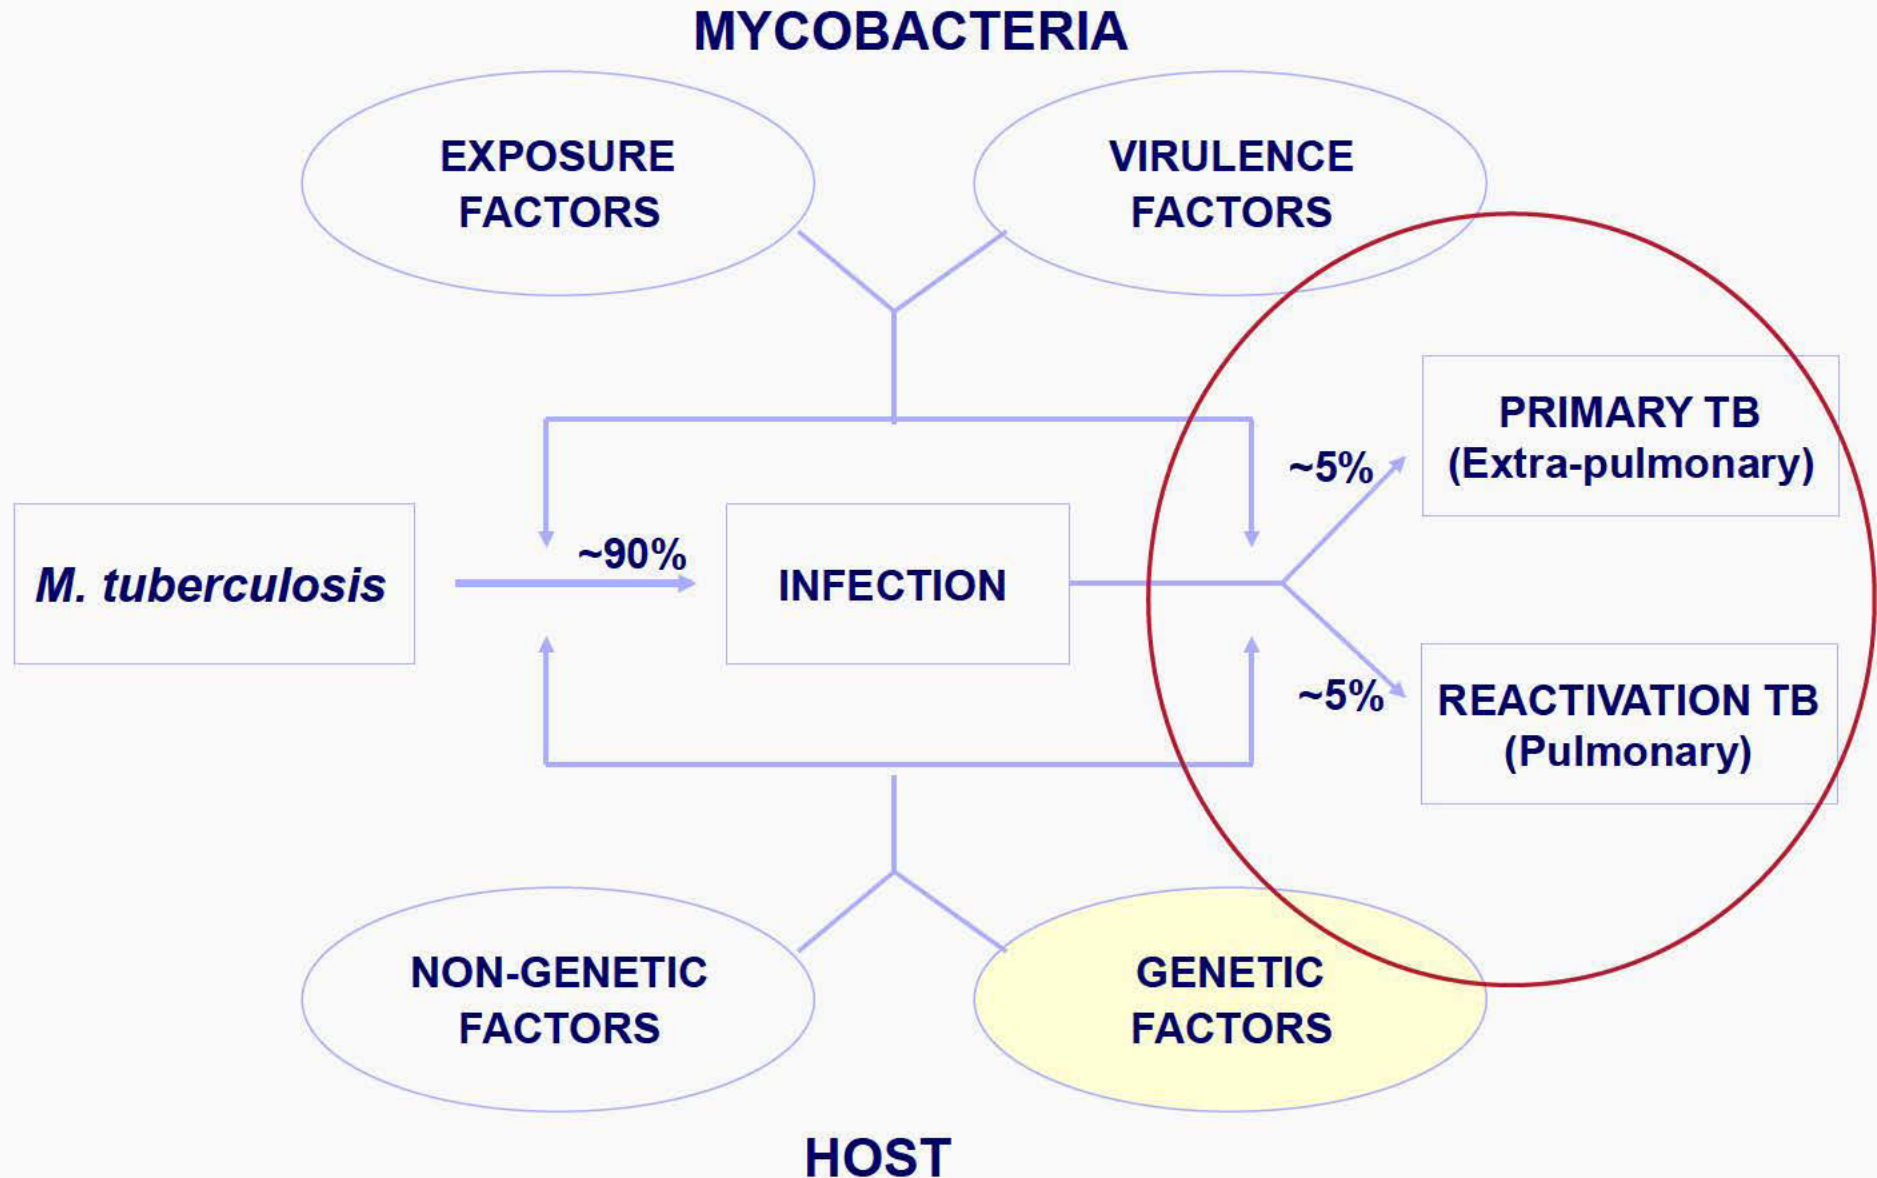 MYCOBACTERIA
EXPOSURE
FACTORS
VIRULENCE
FACTORS
PRIMARY TB
(Extra-pulmonary)
~5%
M. tuberculosis
~90%
INFECTION
~5%
REACTIVATION TB
(Pulmonary)
NON-GENETIC
FACTORS
GENETIC
FACTORS
HOST